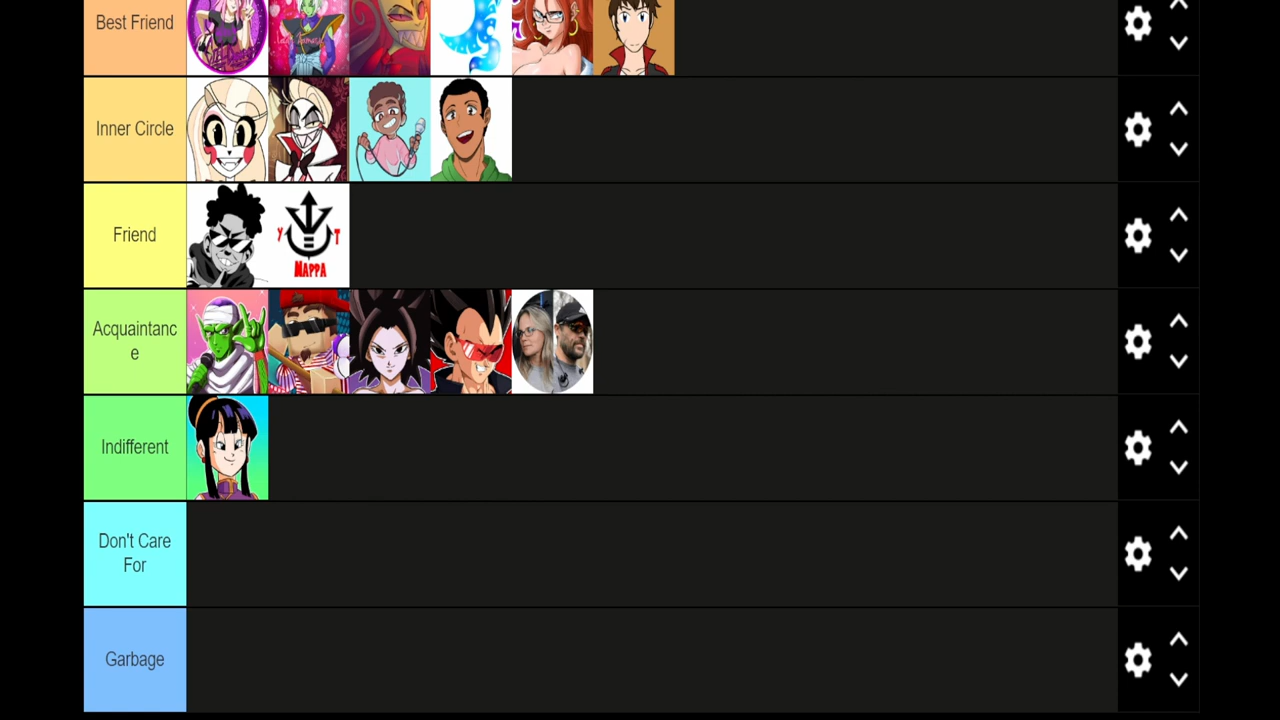 Best Friend
Inner Circle
Friend
y T
MAPPA
Acquaintanc
e
Indifferent
Don't Care
For
Garbage